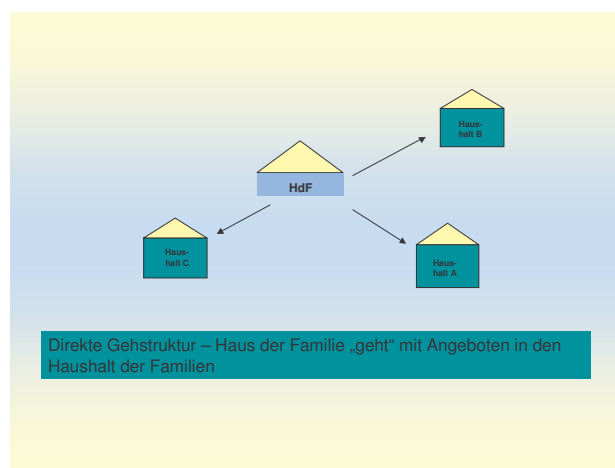 Haus-
halt B
HdF
Haus-
halt C
Haus-
halt A
Direkte Gehstruktur – Haus der Familie „geht“ mit Angeboten in den
Haushalt der Familien